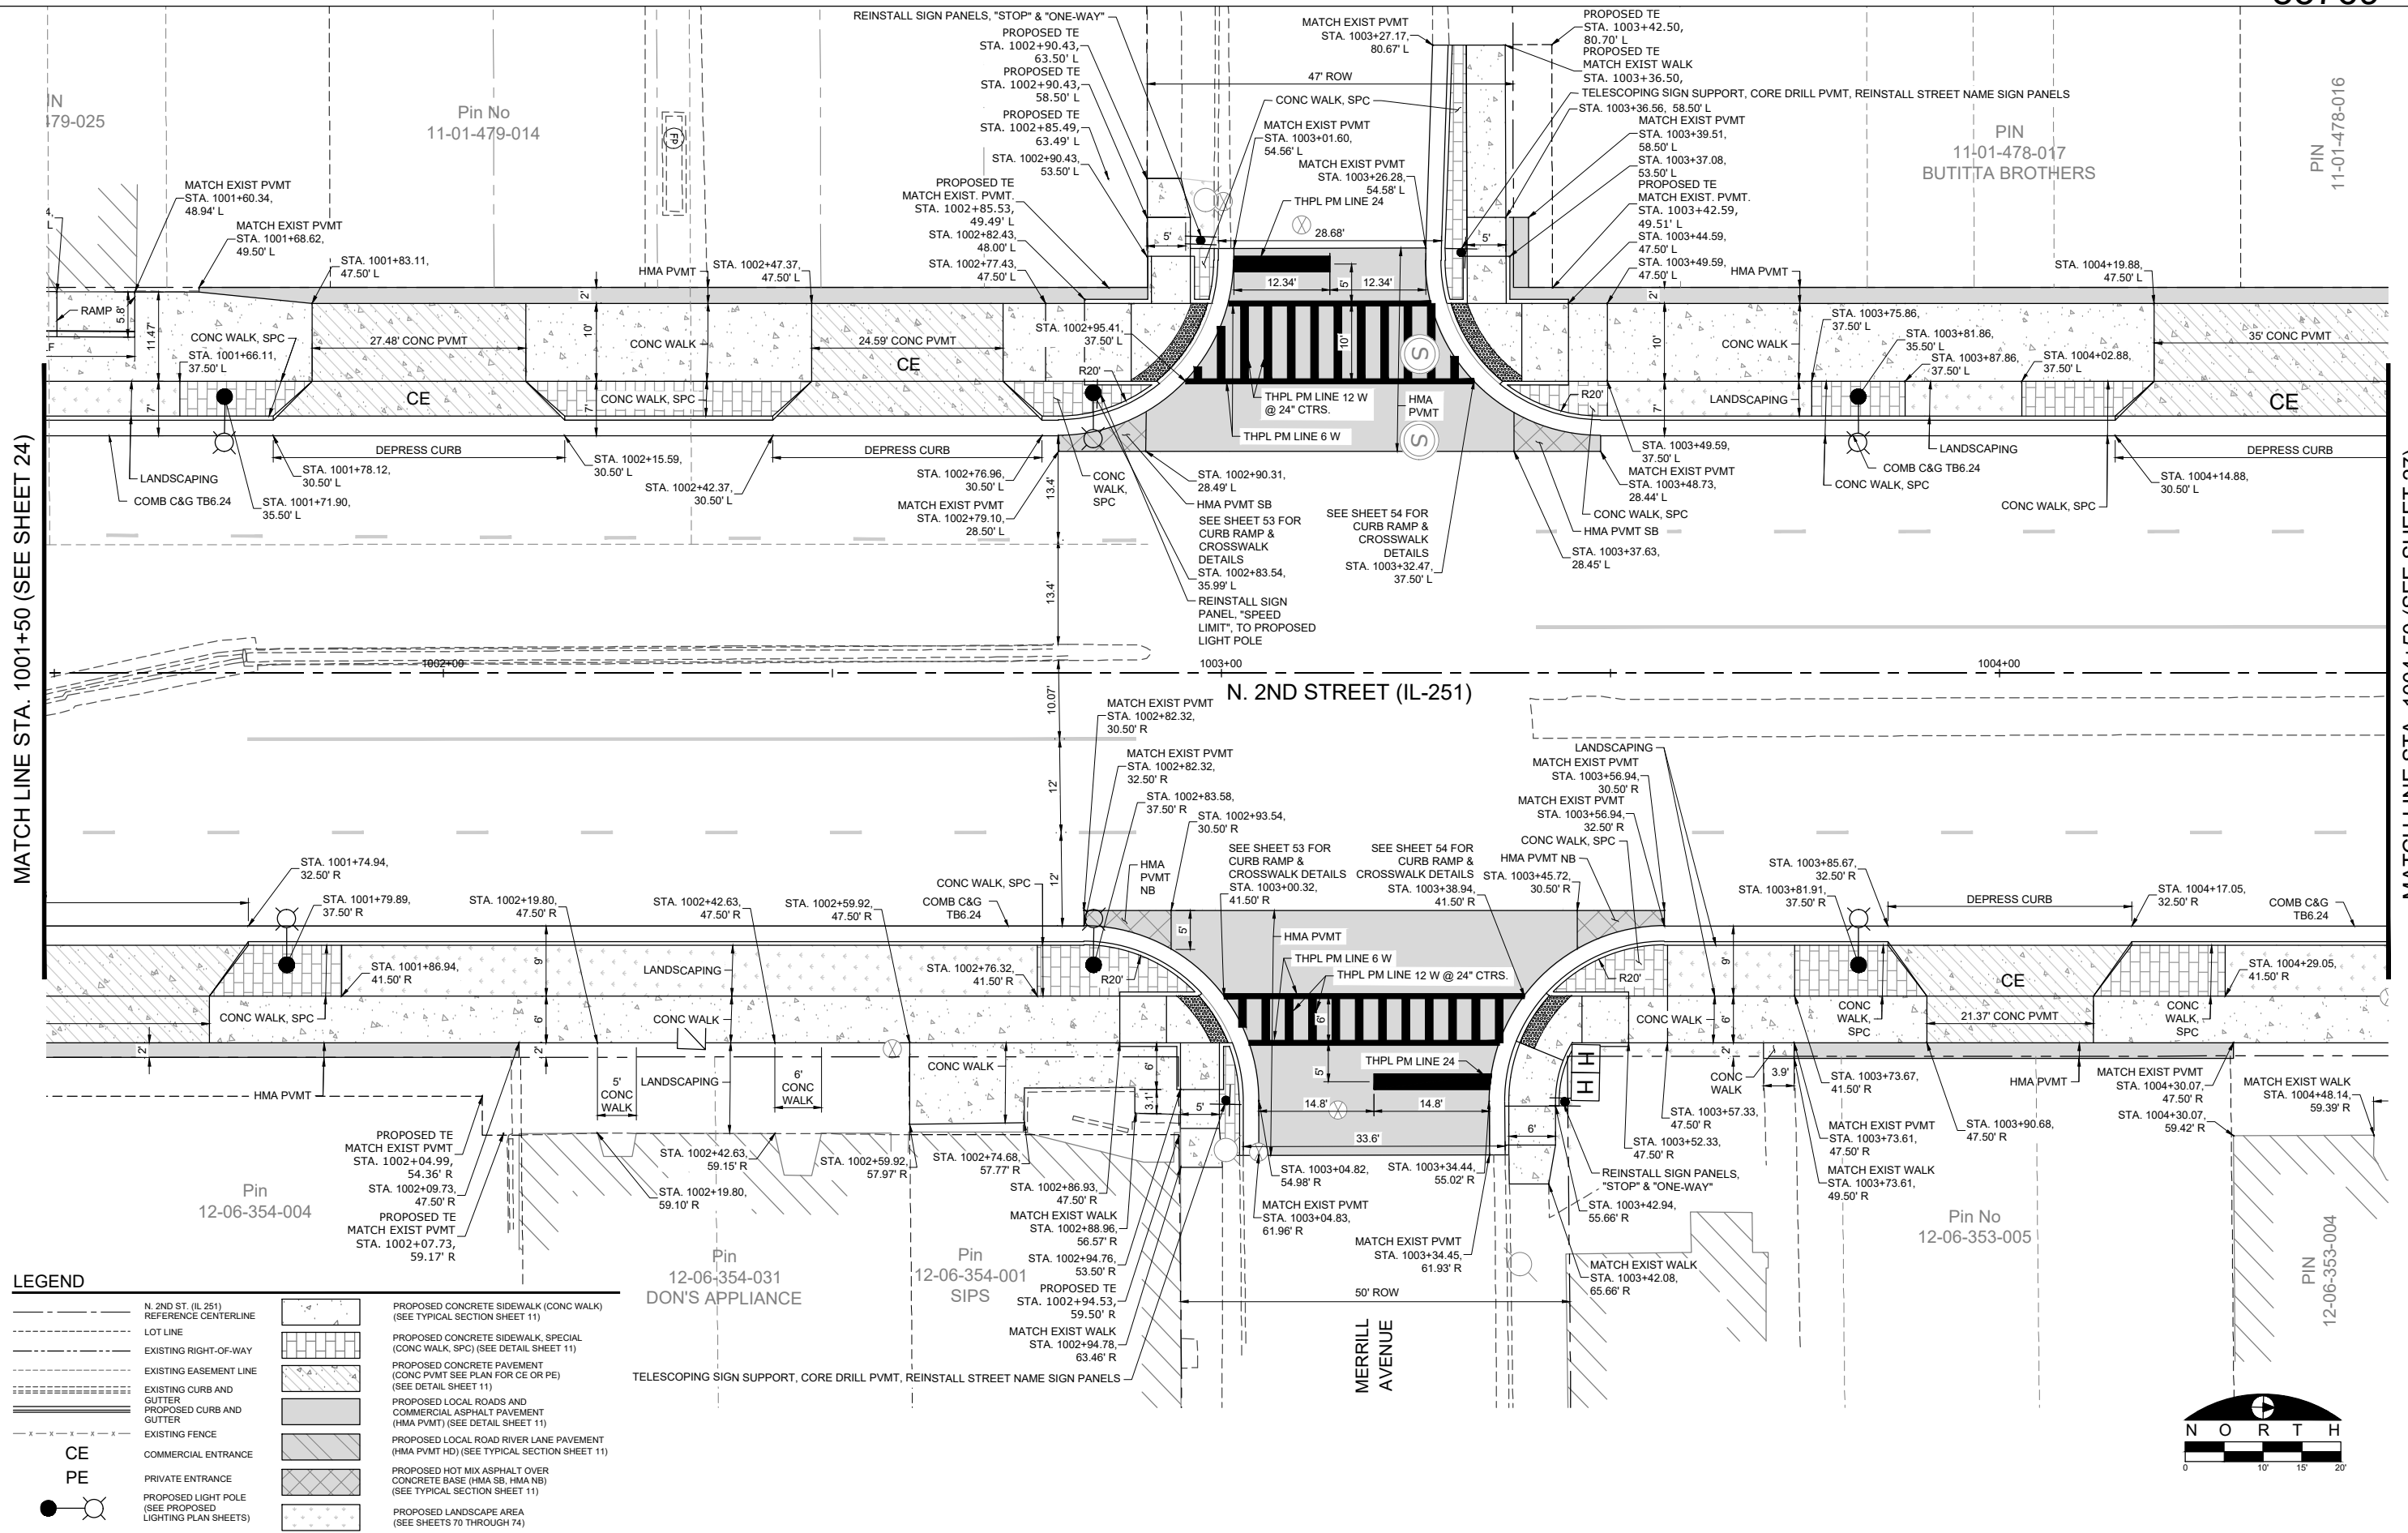 REINSTALL SIGN PANELS, "STOP" & "ONE-WAY"
PROPOSED TE
STA. 1002+90.43,
63.50' L
PROPOSED TE
STA. 1002+90.43,
58.50' L
PROPOSED TE
STA. 1002+85.49,
63.49' L
STA. 1002+90.43,
53.50' L
PROPOSED TE
MATCH EXIST. PVMT.
STA. 1002+85.53,
49.49' L
STA. 1002+82.43,
48.00' L
STA. 1002+77.43,
47.50' L
MATCH EXIST PVMT
STA. 1003+27.17,
80.67' L
47' ROW
CONC WALK, SPC
MATCH EXIST PVMT
STA. 1003+01.60,
54.56' L
MATCH EXIST PVMT
STA. 1003+26.28,
54.58' L
THPL PM LINE 24
28.68'
PROPOSED TE
STA. 1003+42.50,
80.70' L
PROPOSED TE
MATCH EXIST WALK
STA. 1003+36.50,
TELESCOPING SIGN SUPPORT, CORE DRILL PVMT, REINSTALL STREET NAME SIGN PANELS
STA. 1003+36.56, 58.50' L
MATCH EXIST PVMT
STA. 1003+39.51,
58.50' L
STA. 1003+37.08,
53.50' L
PROPOSED TE
MATCH EXIST. PVMT.
STA. 1003+42.59,
49.51' L
STA. 1003+44.59,
47.50' L
STA. 1003+49.59,
47.50' L
HMA PVMT
PIN
11-01-478-017
BUTITTA BROTHERS
PIN
11-01-478-016
479-025
Pin No
11-01-479-014
FP
MATCH EXIST PVMT
STA. 1001+60.34,
48.94' L
MATCH EXIST PVMT
STA. 1001+68.62,
49.50' L
STA. 1001+83.11,
47.50' L
HMA PVMT
STA. 1002+47.37,
47.50' L
STA. 1004+19.88,
47.50' L
RAMP
5.8'
11.47'
CONC WALK, SPC
STA. 1001+66.11,
37.50' L
27.48' CONC PVMT
CE
2'
10'
CONC WALK
24.59' CONC PVMT
CE
STA. 1002+95.41,
37.50' L
5'
12.34'
5'
12.34'
10'
5'
2'
10'
CONC WALK
STA. 1003+75.86,
37.50' L
STA. 1003+81.86,
35.50' L
STA. 1003+87.86,
37.50' L
STA. 1004+02.88,
37.50' L
35' CONC PVMT
CE
7'
7'
CONC WALK, SPC
R20'
THPL PM LINE 12 W
@ 24" CTRS.
THPL PM LINE 6 W
HMA
PVMT
S
S
R20'
LANDSCAPING
7'
LANDSCAPING
COMB C&G TB6.24
STA. 1001+78.12,
30.50' L
STA. 1001+71.90,
35.50' L
DEPRESS CURB
STA. 1002+15.59,
30.50' L
STA. 1002+42.37,
30.50' L
DEPRESS CURB
STA. 1002+76.96,
30.50' L
MATCH EXIST PVMT
STA. 1002+79.10,
28.50' L
13.4'
13.4'
CONC
WALK,
SPC
STA. 1002+90.31,
28.49' L
HMA PVMT SB
SEE SHEET 53 FOR
CURB RAMP &
CROSSWALK
DETAILS
STA. 1002+83.54,
35.99' L
REINSTALL SIGN
PANEL, "SPEED
LIMIT", TO PROPOSED
LIGHT POLE
SEE SHEET 54 FOR
CURB RAMP &
CROSSWALK
DETAILS
STA. 1003+32.47,
37.50' L
STA. 1003+49.59,
37.50' L
MATCH EXIST PVMT
STA. 1003+48.73,
28.44' L
CONC WALK, SPC
HMA PVMT SB
STA. 1003+37.63,
28.45' L
LANDSCAPING
COMB C&G TB6.24
CONC WALK, SPC
CONC WALK, SPC
DEPRESS CURB
STA. 1004+14.88,
30.50' L
MATCH LINE STA. 1001+50 (SEE SHEET 24)
1002+00
1003+00
1004+00
N. 2ND STREET (IL-251)
10.07'
12'
12'
MATCH EXIST PVMT
STA. 1002+82.32,
30.50' R
MATCH EXIST PVMT
STA. 1002+82.32,
32.50' R
STA. 1002+83.58,
37.50' R
STA. 1002+93.54,
30.50' R
HMA
PVMT
NB
SEE SHEET 53 FOR
CURB RAMP &
CROSSWALK DETAILS
STA. 1003+00.32,
41.50' R
SEE SHEET 54 FOR
CURB RAMP &
CROSSWALK DETAILS
STA. 1003+38.94,
41.50' R
LANDSCAPING
MATCH EXIST PVMT
STA. 1003+56.94,
30.50' R
MATCH EXIST PVMT
STA. 1003+56.94,
32.50' R
CONC WALK, SPC
HMA PVMT NB
STA. 1003+45.72,
30.50' R
STA. 1003+85.67,
32.50' R
STA. 1003+81.91,
37.50' R
DEPRESS CURB
STA. 1004+17.05,
32.50' R
COMB C&G
TB6.24
STA. 1001+74.94,
32.50' R
STA. 1001+79.89,
37.50' R
STA. 1002+19.80,
47.50' R
STA. 1002+42.63,
47.50' R
STA. 1002+59.92,
47.50' R
CONC WALK, SPC
COMB C&G
TB6.24
STA. 1001+86.94,
41.50' R
9'
LANDSCAPING
STA. 1002+76.32,
41.50' R
R20'
5'
HMA PVMT
THPL PM LINE 6 W
THPL PM LINE 12 W @ 24" CTRS.
R20'
9'
CE
STA. 1004+29.05,
41.50' R
CONC WALK, SPC
6'
CONC WALK
6'
CONC WALK
6'
CONC
WALK,
SPC
21.37' CONC PVMT
CONC
WALK,
SPC
2'
2'
HMA PVMT
5'
CONC
WALK
LANDSCAPING
6'
CONC
WALK
CONC WALK
6'
3.1'
5'
5'
THPL PM LINE 24
14.8'
14.8'
33.6'
H
H
6'
2'
CONC
WALK
3.9'
STA. 1003+73.67,
41.50' R
HMA PVMT
MATCH EXIST PVMT
STA. 1004+30.07,
47.50' R
STA. 1004+30.07,
59.42' R
MATCH EXIST WALK
STA. 1004+48.14,
59.39' R
PROPOSED TE
MATCH EXIST PVMT
STA. 1002+04.99,
54.36' R
STA. 1002+09.73,
47.50' R
PROPOSED TE
MATCH EXIST PVMT
STA. 1002+07.73,
59.17' R
STA. 1002+19.80,
59.10' R
STA. 1002+42.63,
59.15' R
STA. 1002+59.92,
57.97' R
STA. 1002+74.68,
57.77' R
STA. 1002+86.93,
47.50' R
MATCH EXIST WALK
STA. 1002+88.96,
56.57' R
STA. 1002+94.76,
53.50' R
PROPOSED TE
STA. 1002+94.53,
59.50' R
MATCH EXIST WALK
STA. 1002+94.78,
63.46' R
TELESCOPING SIGN SUPPORT, CORE DRILL PVMT, REINSTALL STREET NAME SIGN PANELS
STA. 1003+04.82,
54.98' R
MATCH EXIST PVMT
STA. 1003+04.83,
61.96' R
STA. 1003+34.44,
55.02' R
MATCH EXIST PVMT
STA. 1003+34.45,
61.93' R
50' ROW
MERRILL
AVENUE
STA. 1003+57.33,
47.50' R
STA. 1003+52.33,
47.50' R
REINSTALL SIGN PANELS,
"STOP" & "ONE-WAY"
STA. 1003+42.94,
55.66' R
MATCH EXIST WALK
STA. 1003+42.08,
65.66' R
MATCH EXIST PVMT
STA. 1003+73.61,
47.50' R
MATCH EXIST WALK
STA. 1003+73.61,
49.50' R
STA. 1003+90.68,
47.50' R
Pin
12-06-354-004
Pin
12-06-354-031
DON'S APPLIANCE
Pin
12-06-354-001
SIPS
Pin No
12-06-353-005
PIN
12-06-353-004
LEGEND
N. 2ND ST. (IL 251)
REFERENCE CENTERLINE
LOT LINE
EXISTING RIGHT-OF-WAY
EXISTING EASEMENT LINE
EXISTING CURB AND
GUTTER
PROPOSED CURB AND
GUTTER
EXISTING FENCE
CE
COMMERCIAL ENTRANCE
PE
PRIVATE ENTRANCE
PROPOSED LIGHT POLE
(SEE PROPOSED
LIGHTING PLAN SHEETS)
PROPOSED CONCRETE SIDEWALK (CONC WALK)
(SEE TYPICAL SECTION SHEET 11)
PROPOSED CONCRETE SIDEWALK, SPECIAL
(CONC WALK, SPC) (SEE DETAIL SHEET 11)
PROPOSED CONCRETE PAVEMENT
(CONC PVMT SEE PLAN FOR CE OR PE)
(SEE DETAIL SHEET 11)
PROPOSED LOCAL ROADS AND
COMMERCIAL ASPHALT PAVEMENT
(HMA PVMT) (SEE DETAIL SHEET 11)
PROPOSED LOCAL ROAD RIVER LANE PAVEMENT
(HMA PVMT HD) (SEE TYPICAL SECTION SHEET 11)
PROPOSED HOT MIX ASPHALT OVER
CONCRETE BASE (HMA SB, HMA NB)
(SEE TYPICAL SECTION SHEET 11)
PROPOSED LANDSCAPE AREA
(SEE SHEETS 70 THROUGH 74)
NORTH
0 10' 15' 20'